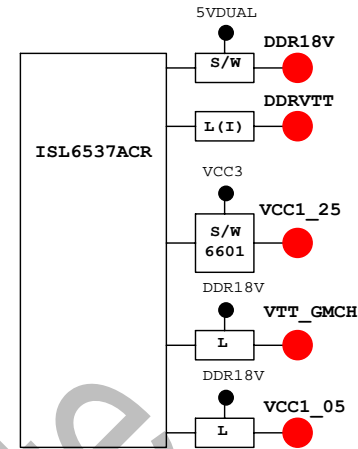 5VDUAL
DDR18V
S/W
DDRVTT
L(I)
ISL6537ACR
VCC3
VCC1_25
S/W
6601
DDR18V
VTT_GMCH
L
DDR18V
VCC1_05
L